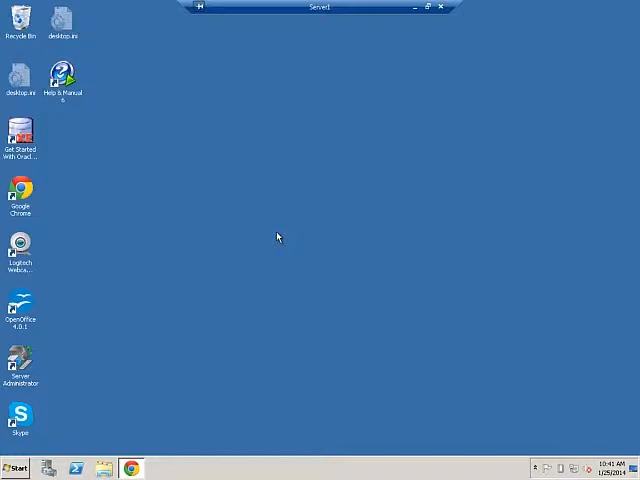 Server1
Recycle Bin
desktop.ini
desktop.ini
Help & Manual
6
Get Started
With Oracl...
Google
Chrome
Logitech
Webca...
OpenOffice
4.0.1
Server
Administrator
Skype
Start
10:41 AM
1/25/2014